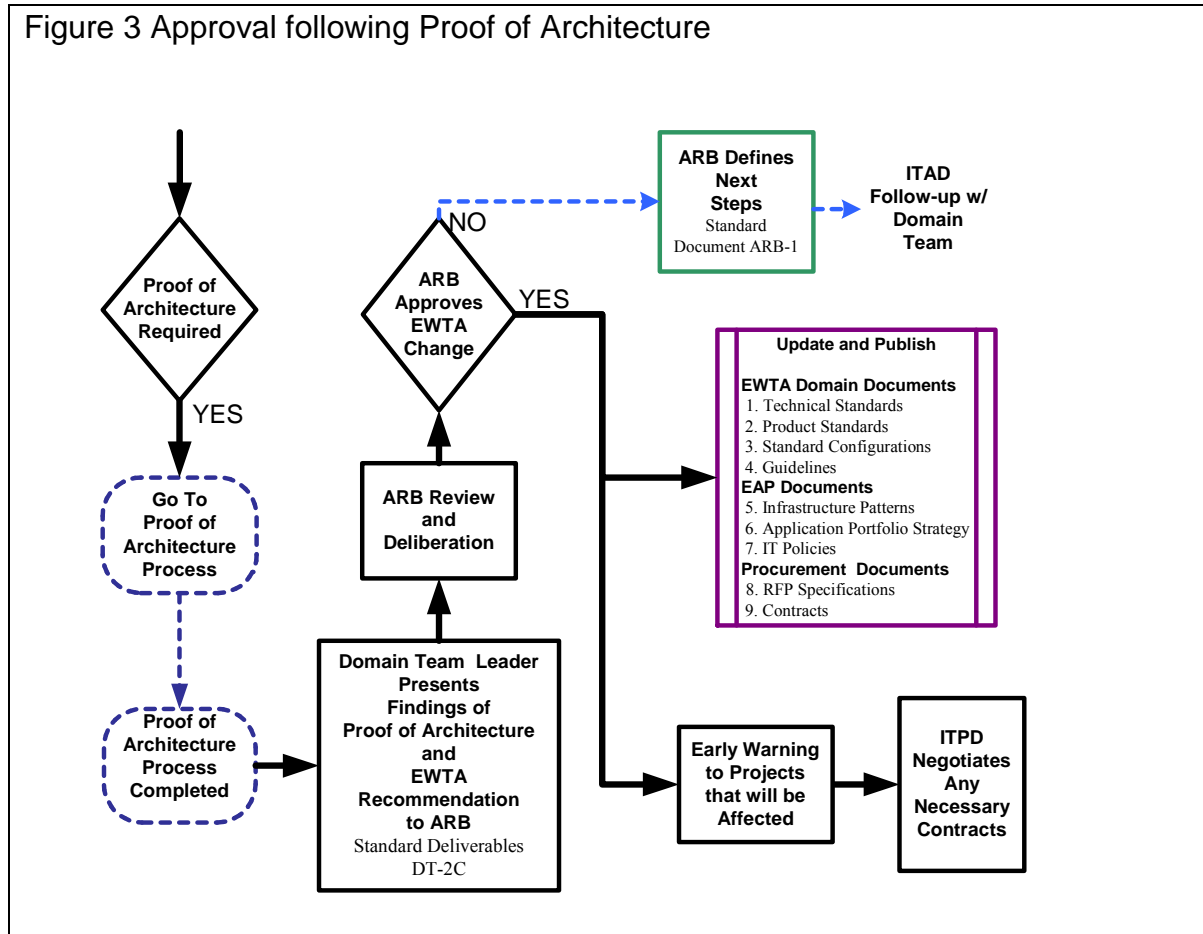 Figure 3 Approval following Proof of Architecture
Proof of
Architecture
Required
YES
Go To
Proof of
Architecture
Process
Proof of
Architecture
Process
Completed
Domain Team Leader
Presents
Findings of
Proof of Architecture
and
EWTA
Recommendation
to ARB
Standard Deliverables
DT-2C
ARB Review
and
Deliberation
ARB
Approves
EWTA
Change
NO
YES
ARB Defines
Next
Steps
Standard
Document ARB-1
ITAD
Follow-up w/
Domain
Team
Update and Publish
EWTA Domain Documents
1. Technical Standards
2. Product Standards
3. Standard Configurations
4. Guidelines
EAP Documents
5. Infrastructure Patterns
6. Application Portfolio Strategy
7. IT Policies
Procurement Documents
8. RFP Specifications
9. Contracts
Early Warning
to Projects
that will be
Affected
ITPD
Negotiates
Any
Necessary
Contracts